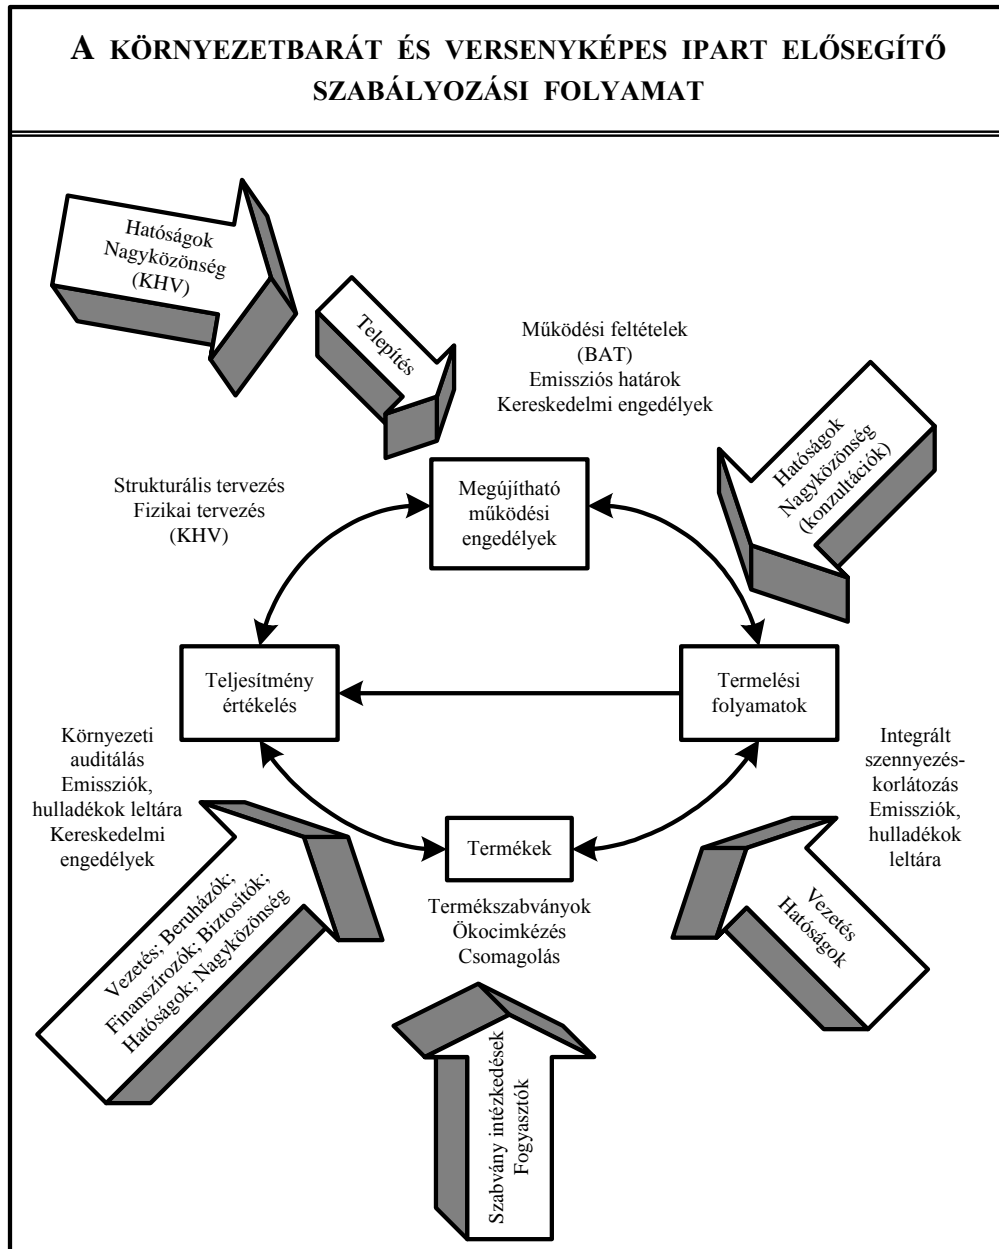 A KÖRNYEZETBARÁT ÉS VERSENYKÉPES IPART ELŐSEGÍTŐ
SZABÁLYOZÁSI FOLYAMAT
Hatóságok
Nagyközönség
(KHV)
Telepítés
Működési feltételek
(BAT)
Emissziós határok
Kereskedelmi engedélyek
Hatóságok
Nagyközönség
(konzultációk)
Strukturális tervezés
Fizikai tervezés
(KHV)
Megújítható
működési
engedélyek
Teljesítmény
értékelés
Termelési
folyamatok
Környezeti
auditálás
Emissziók,
hulladékok leltára
Kereskedelmi
engedélyek
Integrált
szennyezés-
korlátozás
Emissziók,
hulladékok
leltára
Termékek
Termékszabványok
Ökocimkézés
Csomagolás
Vezetés; Beruházók;
Finanszírozók; Biztosítók;
Hatóságok; Nagyközönség
Vezetés
Hatóságok
Szabvány intézkedések
Fogyasztók